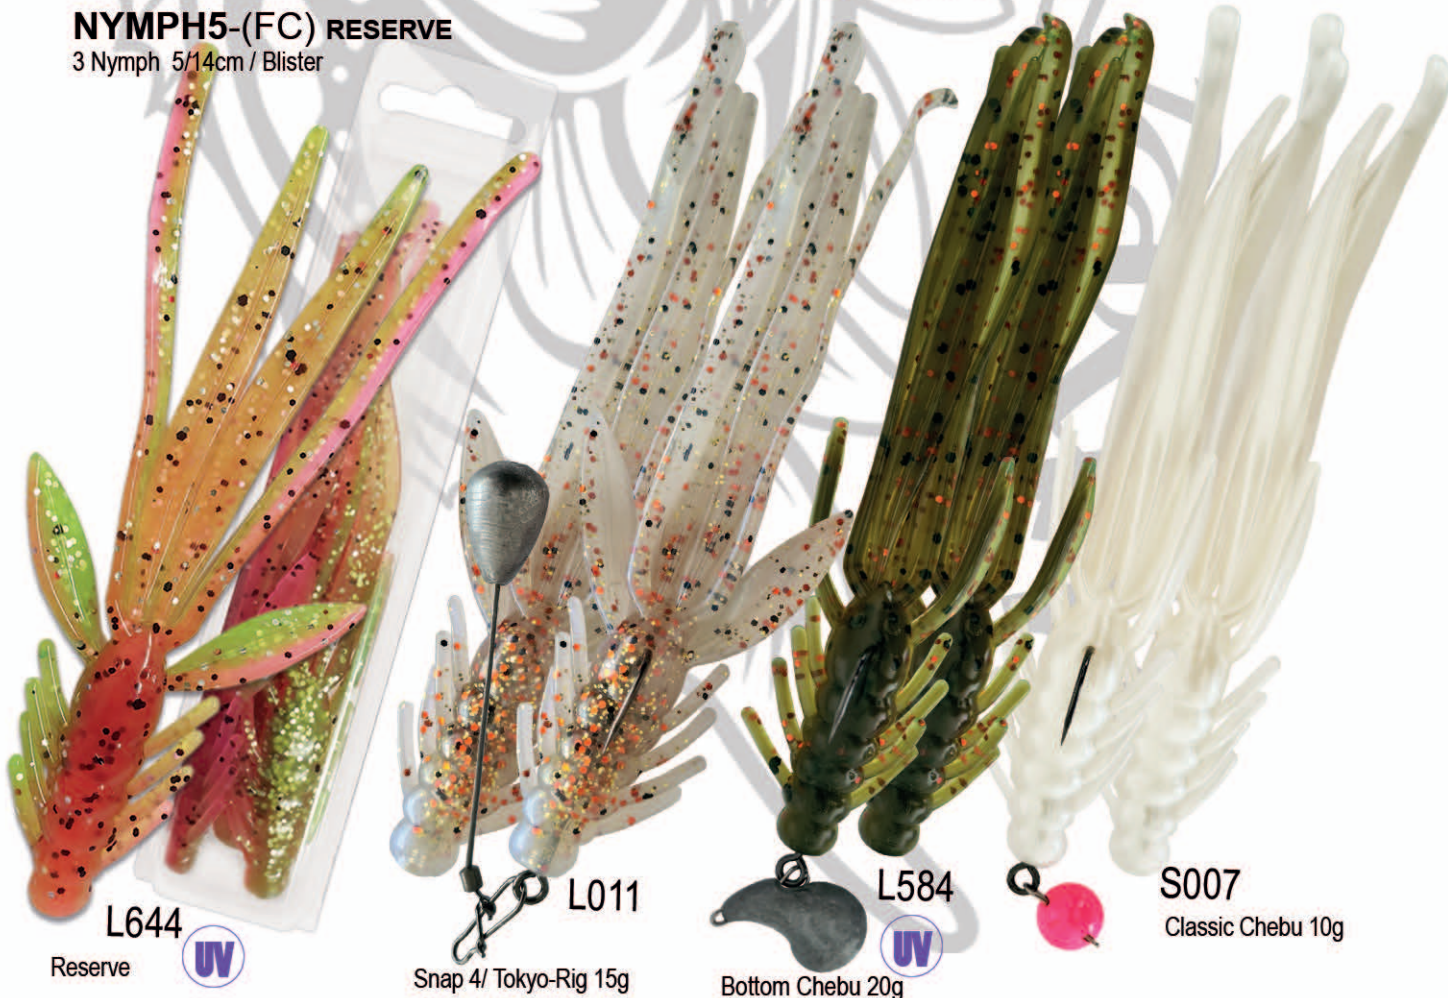 NYMPH5-(FC) RESERVE
3 Nymph 5/14cm / Blister
L644
UV
Reserve
L011
Snap 4/ Tokyo-Rig 15g
L584
UV
Bottom Chebu 20g
S007
Classic Chebu 10g